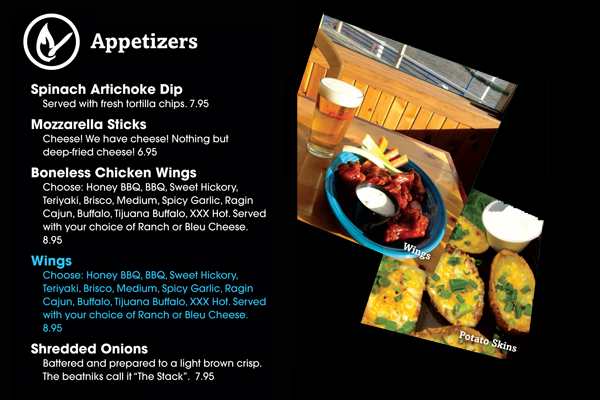 Appetizers
Spinach Artichoke Dip
Served with fresh tortilla chips. 7.95
Mozzarella Sticks
Cheese! We have cheese! Nothing but
deep-fried cheese! 6.95
Boneless Chicken Wings
Choose: Honey BBQ, BBQ, Sweet Hickory,
Teriyaki, Brisco, Medium, Spicy Garlic, Ragin
Cajun, Buffalo, Tijuana Buffalo, XXX Hot. Served
with your choice of Ranch or Bleu Cheese.
8.95
Wings
Choose: Honey BBQ, BBQ, Sweet Hickory,
Teriyaki, Brisco, Medium, Spicy Garlic, Ragin
Cajun, Buffalo, Tijuana Buffalo, XXX Hot. Served
with your choice of Ranch or Bleu Cheese.
8.95
Shredded Onions
Battered and prepared to a light brown crisp.
The beatniks call it “The Stack”. 7.95
Wings
Potato Skins